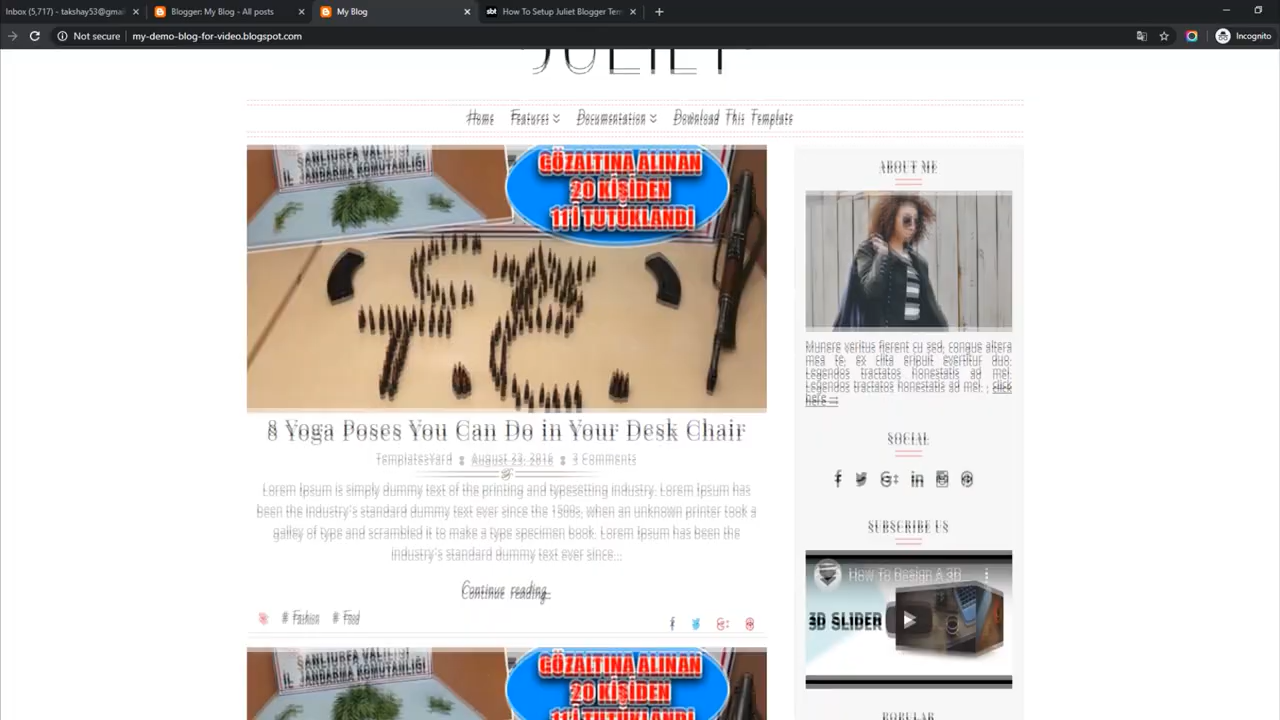 Inbox (5,717) - takshay53@gmai
Blogger: My Blog - All posts
My Blog
sbt How To Setup Juliet Blogger Tem
Not secure my-demo-blog-for-video.blogspot.com
Incognito
JULIET
Home Features Documentation Download This Template
ŞANLIURFA VALİLİĞİ
İL JANDARMA KOMUTANLIĞI
GÖZALTINA ALINAN
20 KİŞİDEN
11'İ TUTUKLANDI
T.C.
8 Yoga Poses You Can Do in Your Desk Chair
TemplatesYard August 23, 2016 3 Comments
Lorem Ipsum is simply dummy text of the printing and typesetting industry. Lorem Ipsum has
been the industry's standard dummy text ever since the 1500s, when an unknown printer took a
galley of type and scrambled it to make a type specimen book. Lorem Ipsum has been the
industry's standard dummy text ever since...
Continue reading..
# Fashion # Food
ŞANLIURFA VALİLİĞİ
İL JANDARMA KOMUTANLIĞI
GÖZALTINA ALINAN
20 KİŞİDEN
11'İ TUTUKLANDI
ABOUT ME
Munere veritus fierent cu sed, congue altera
mea te, ex clita eripuit evertitur duo.
Legendos tractatos honestatis ad mel.
Legendos tractatos honestatis ad mel. , click
here →
SOCIAL
SUBSCRIBE US
How To Design A 3D
3D SLIDER
POPULAR